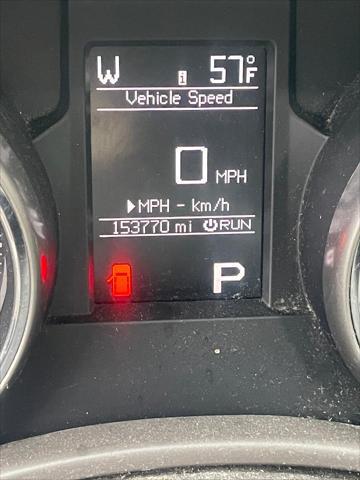 W i 57°F
Vehicle Speed
0 MPH
▶MPH - km/h
153770 mi RUN
P